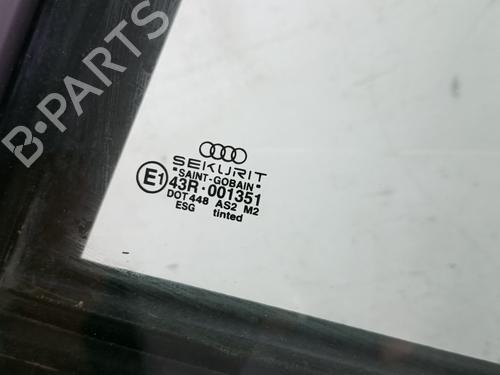 B-PARTS
SEKURIT
"SAINT-GOBAIN"
E1 43R·001351
DOT 448 AS2 M2
ESG tinted